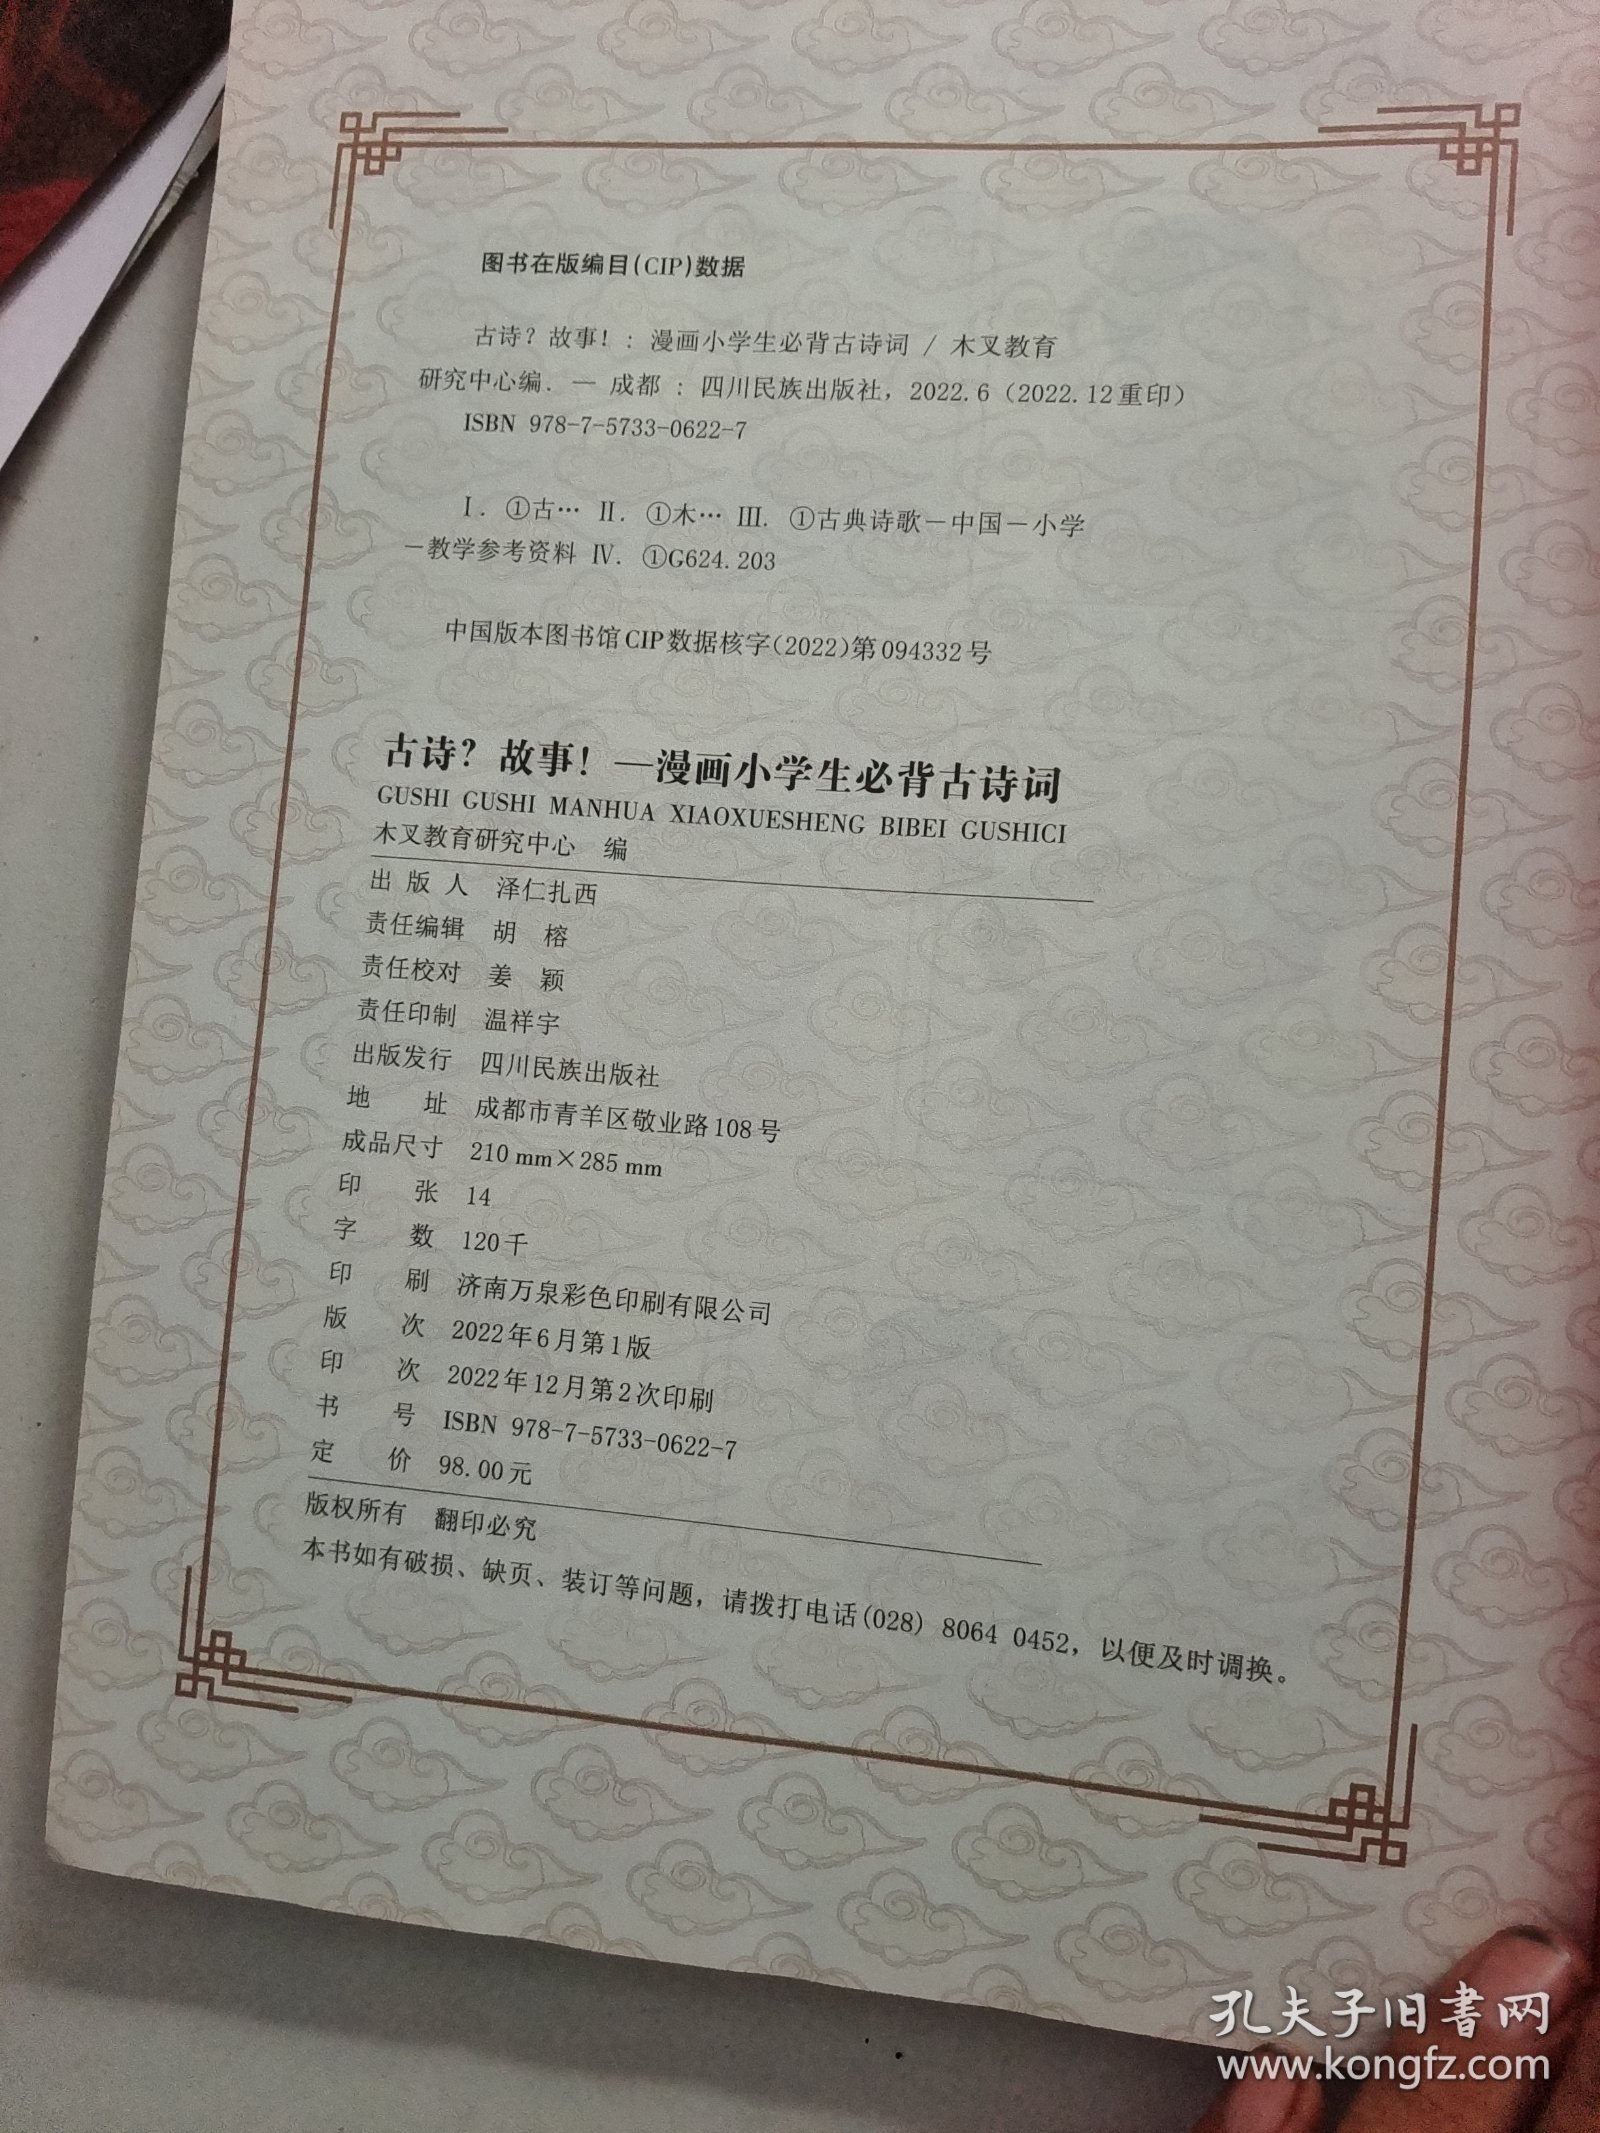 图书在版编目(CIP)数据
古诗？故事！：漫画小学生必背古诗词 / 木叉教育
研究中心编. — 成都 : 四川民族出版社，2022.6（2022.12重印）
ISBN 978-7-5733-0622-7
Ⅰ. ①古… Ⅱ. ①木… Ⅲ. ①古典诗歌－中国－小学
－教学参考资料 Ⅳ. ①G624.203
中国版本图书馆CIP数据核字(2022)第094332号
古诗？故事！—漫画小学生必背古诗词
GUSHI GUSHI MANHUA XIAOXUESHENG BIBEI GUSHICI
木叉教育研究中心 编
出版人 泽仁扎西
责任编辑 胡 榕
责任校对 姜 颖
责任印制 温祥宇
出版发行 四川民族出版社
地 址 成都市青羊区敬业路108号
成品尺寸 210 mm×285 mm
印 张 14
字 数 120千
印 刷 济南万泉彩色印刷有限公司
版 次 2022年6月第1版
印 次 2022年12月第2次印刷
书 号 ISBN 978-7-5733-0622-7
定 价 98.00元
版权所有 翻印必究
本书如有破损、缺页、装订等问题，请拨打电话(028) 8064 0452，以便及时调换。
孔夫子旧书网
www.kongfz.com